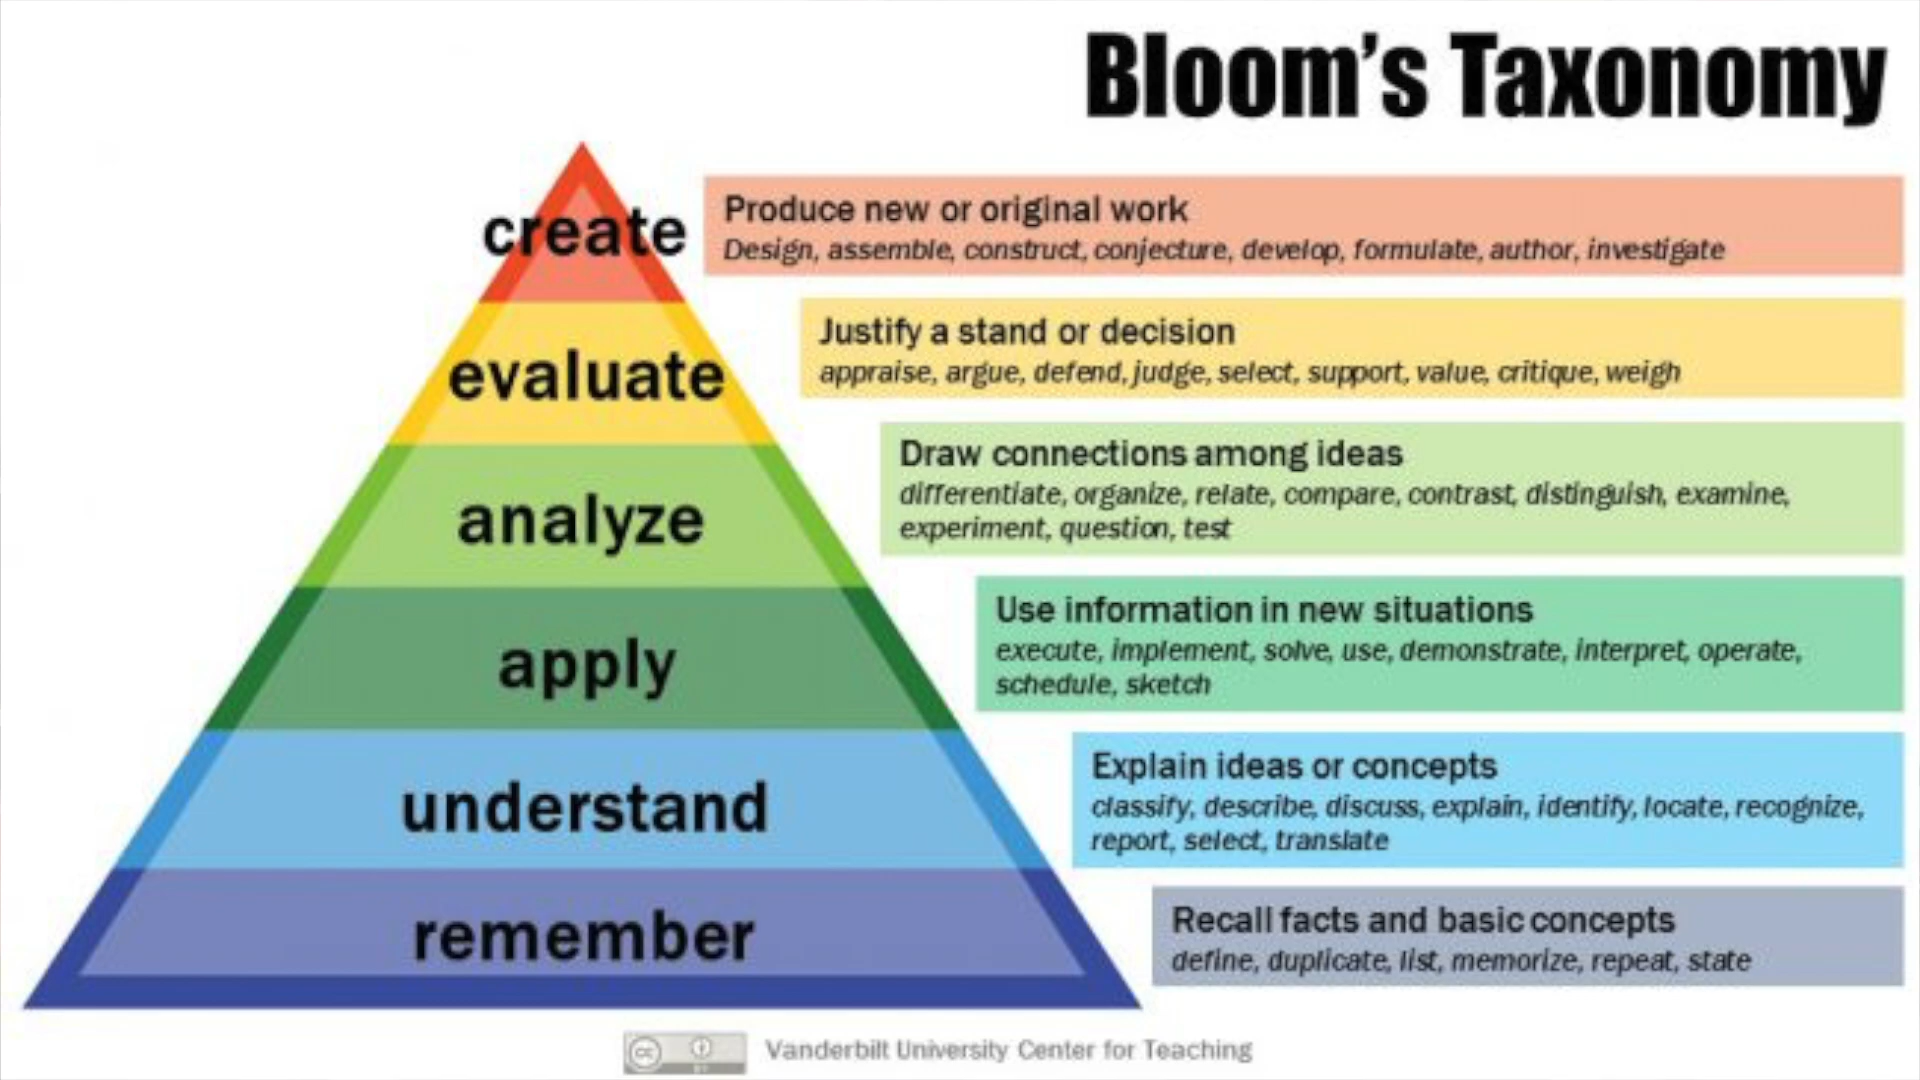 Bloom's Taxonomy
create
Produce new or original work
Design, assemble, construct, conjecture, develop, formulate, author, investigate
evaluate
Justify a stand or decision
appraise, argue, defend, judge, select, support, value, critique, weigh
analyze
Draw connections among ideas
differentiate, organize, relate, compare, contrast, distinguish, examine,
experiment, question, test
apply
Use information in new situations
execute, implement, solve, use, demonstrate, interpret, operate,
schedule, sketch
understand
Explain ideas or concepts
classify, describe, discuss, explain, identify, locate, recognize,
report, select, translate
remember
Recall facts and basic concepts
define, duplicate, list, memorize, repeat, state
cc
BY
Vanderbilt University Center for Teaching